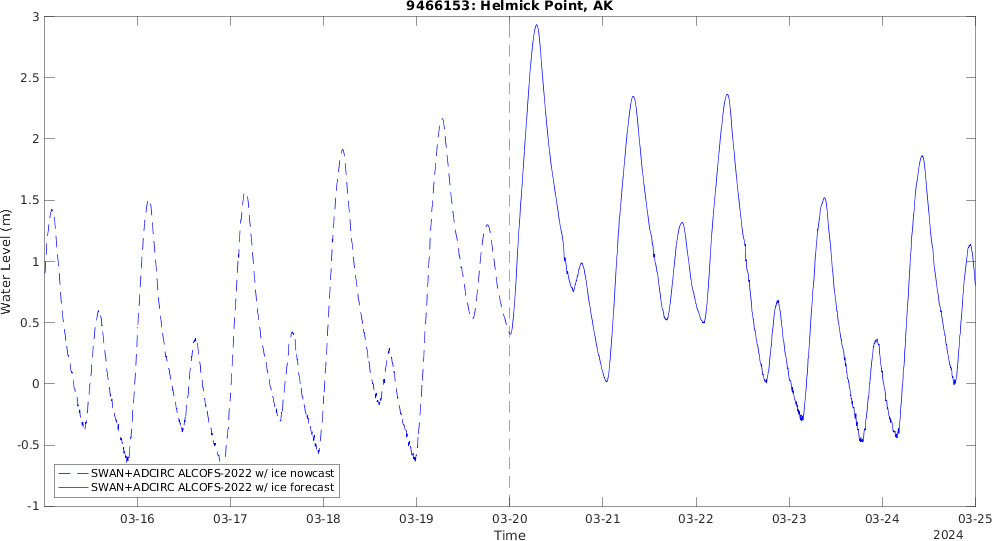 9466153: Helmick Point, AK
3
2.5
2
1.5
1
0.5
0
-0.5
-1
Water Level (m)
SWAN+ADCIRC ALCOFS-2022 w/ ice nowcast
SWAN+ADCIRC ALCOFS-2022 w/ ice forecast
03-16 03-17 03-18 03-19 03-20 03-21 03-22 03-23 03-24 03-25
Time
2024